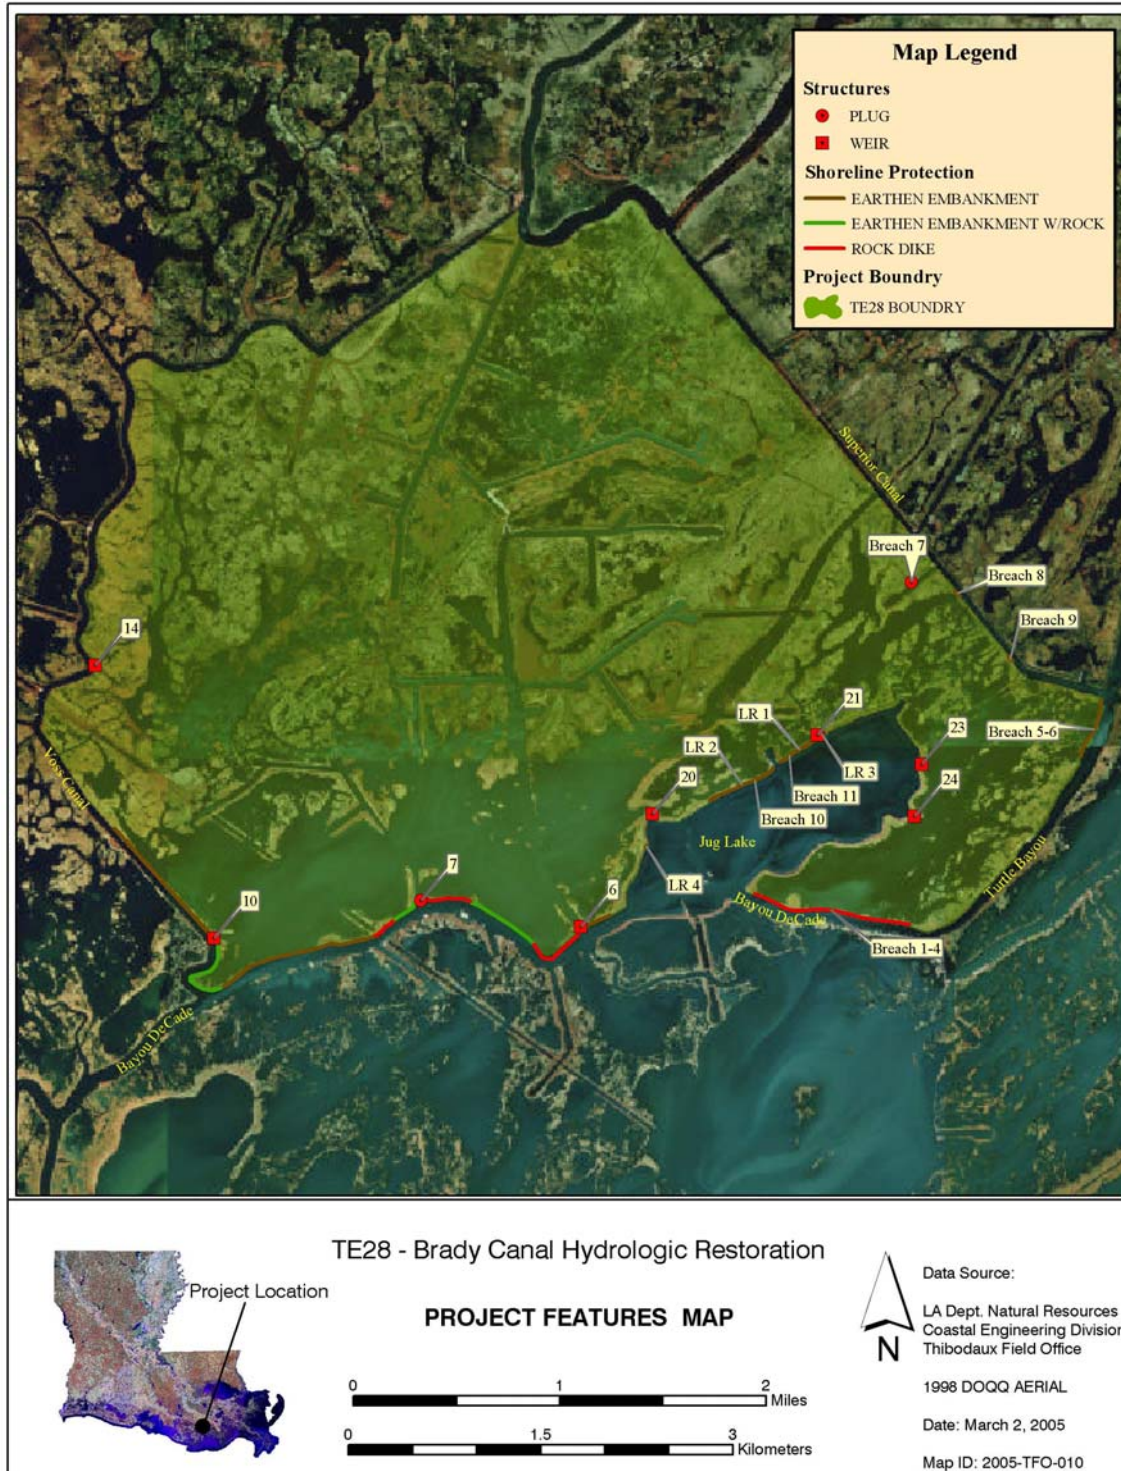 Map Legend
Structures
PLUG
WEIR
Shoreline Protection
EARTHEN EMBANKMENT
EARTHEN EMBANKMENT W/ROCK
ROCK DIKE
Project Boundry
TE28 BOUNDRY
Superior Canal
Breach 7
Breach 8
Breach 9
14
21
LR 1
23
Breach 5-6
LR 2
LR 3
20
24
Breach 11
Breach 10
Voss Canal
Jug Lake
Turtle Bayou
7
LR 4
6
10
Bayou DeCade
Breach 1-4
Bayou DeCade
TE28 - Brady Canal Hydrologic Restoration
Project Location
PROJECT FEATURES MAP
0 1 2
Miles
0 1.5 3
Kilometers
N
Data Source:
LA Dept. Natural Resources
Coastal Engineering Division
Thibodaux Field Office
1998 DOQQ AERIAL
Date: March 2, 2005
Map ID: 2005-TFO-010